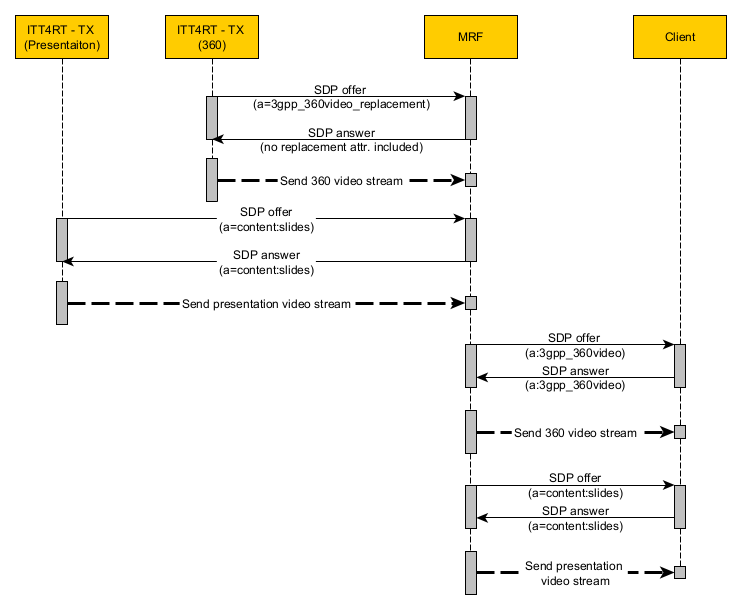 ITT4RT - TX
(Presentaiton)
ITT4RT - TX
(360)
MRF
Client
SDP offer
(a=3gpp_360video_replacement)
SDP answer
(no replacement attr. included)
Send 360 video stream
SDP offer
(a=content:slides)
SDP answer
(a=content:slides)
Send presentation video stream
SDP offer
(a:3gpp_360video)
SDP answer
(a:3gpp_360video)
Send 360 video stream
SDP offer
(a=content:slides)
SDP answer
(a=content:slides)
Send presentation
video stream